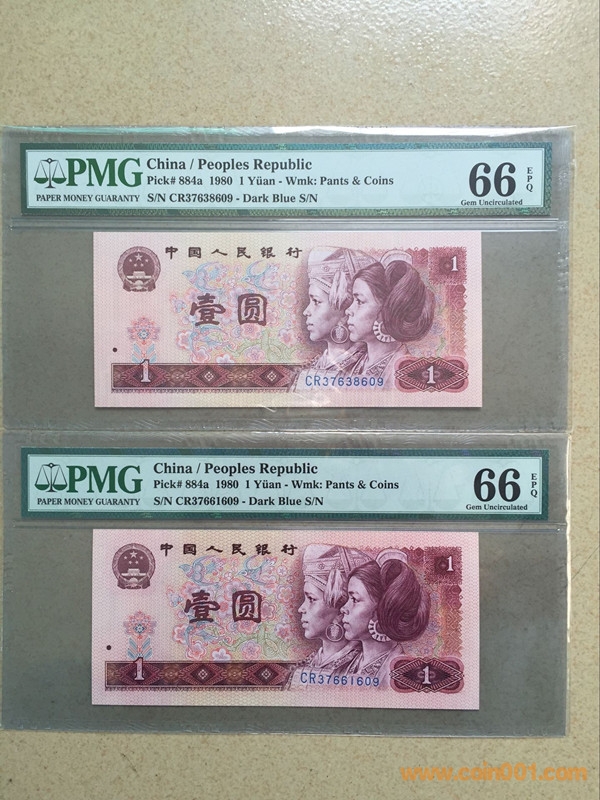 PMG
PAPER MONEY GUARANTY
China / Peoples Republic
Pick# 884a 1980 1 Yüan - Wmk: Pants & Coins
S/N CR37638609 - Dark Blue S/N
66 EPQ
Gem Uncirculated
中国人民银行
1
壹圆
CR37638609
1
1
PMG
PAPER MONEY GUARANTY
China / Peoples Republic
Pick# 884a 1980 1 Yüan - Wmk: Pants & Coins
S/N CR37661609 - Dark Blue S/N
66 EPQ
Gem Uncirculated
中国人民银行
1
壹圆
CR37661609
1
1
www.coin001.com